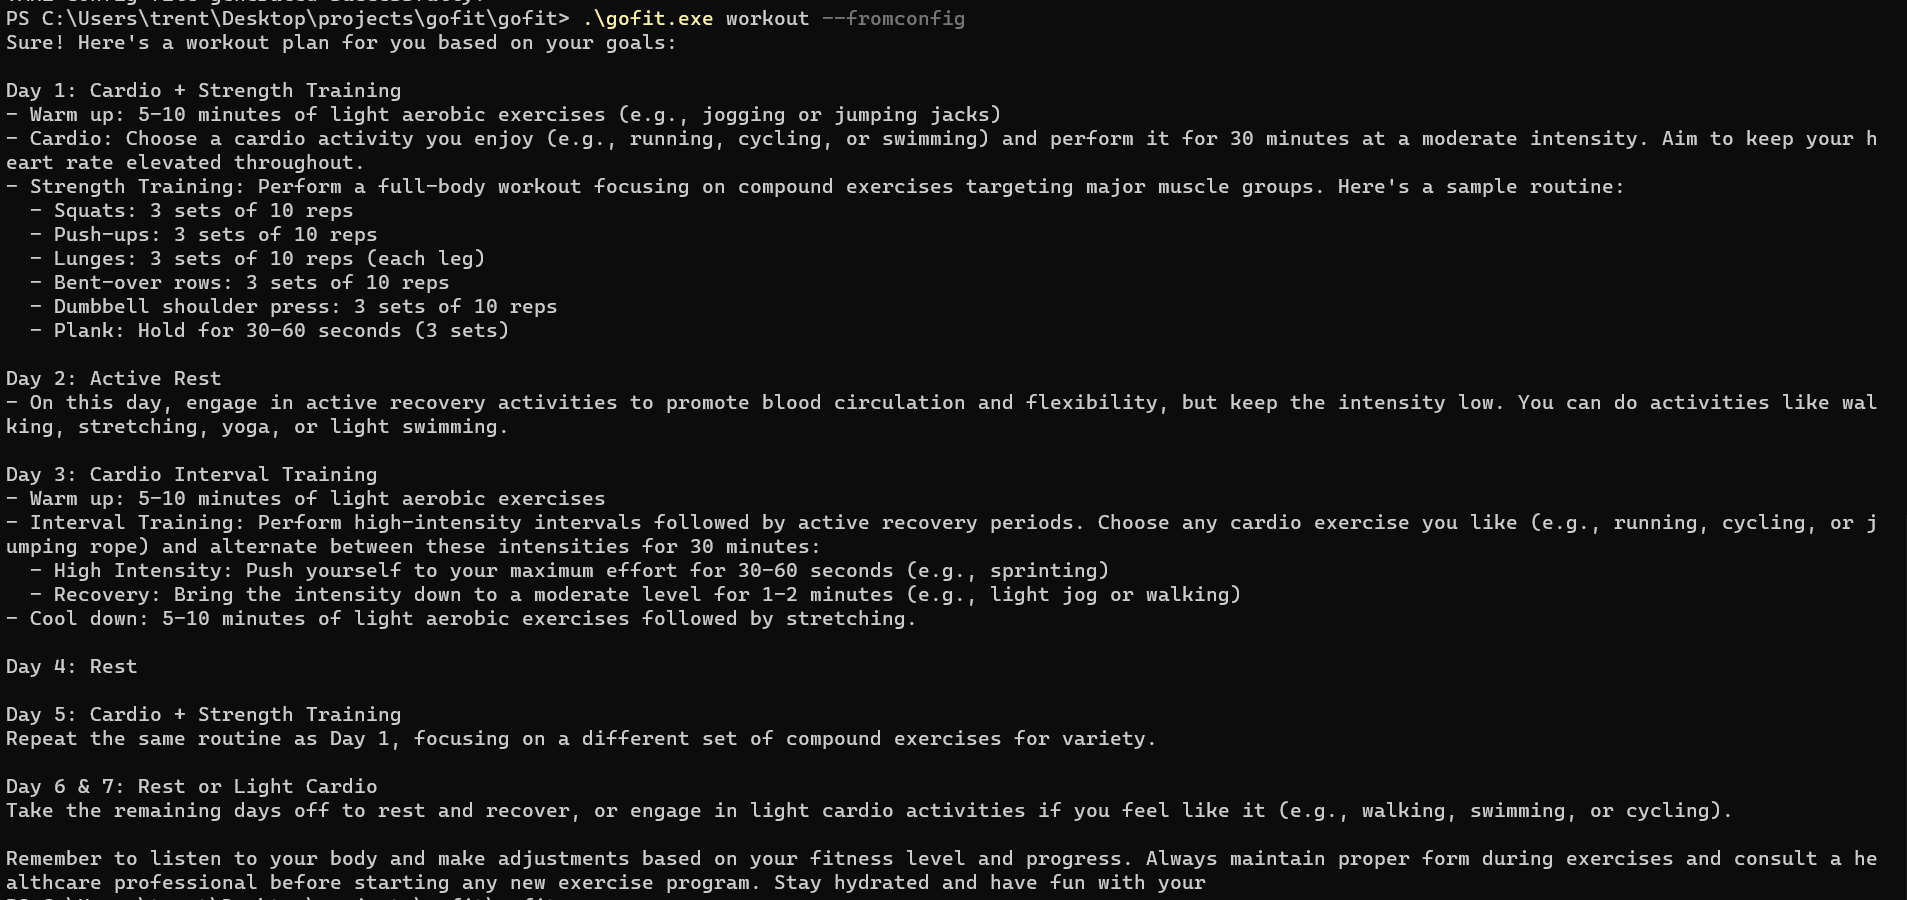 PS C:\Users\trent\Desktop\projects\gofit\gofit> .\gofit.exe workout --fromconfig
Sure! Here's a workout plan for you based on your goals:

Day 1: Cardio + Strength Training
- Warm up: 5-10 minutes of light aerobic exercises (e.g., jogging or jumping jacks)
- Cardio: Choose a cardio activity you enjoy (e.g., running, cycling, or swimming) and perform it for 30 minutes at a moderate intensity. Aim to keep your h
eart rate elevated throughout.
- Strength Training: Perform a full-body workout focusing on compound exercises targeting major muscle groups. Here's a sample routine:
  - Squats: 3 sets of 10 reps
  - Push-ups: 3 sets of 10 reps
  - Lunges: 3 sets of 10 reps (each leg)
  - Bent-over rows: 3 sets of 10 reps
  - Dumbbell shoulder press: 3 sets of 10 reps
  - Plank: Hold for 30-60 seconds (3 sets)

Day 2: Active Rest
- On this day, engage in active recovery activities to promote blood circulation and flexibility, but keep the intensity low. You can do activities like wal
king, stretching, yoga, or light swimming.

Day 3: Cardio Interval Training
- Warm up: 5-10 minutes of light aerobic exercises
- Interval Training: Perform high-intensity intervals followed by active recovery periods. Choose any cardio exercise you like (e.g., running, cycling, or j
umping rope) and alternate between these intensities for 30 minutes:
  - High Intensity: Push yourself to your maximum effort for 30-60 seconds (e.g., sprinting)
  - Recovery: Bring the intensity down to a moderate level for 1-2 minutes (e.g., light jog or walking)
- Cool down: 5-10 minutes of light aerobic exercises followed by stretching.

Day 4: Rest

Day 5: Cardio + Strength Training
Repeat the same routine as Day 1, focusing on a different set of compound exercises for variety.

Day 6 & 7: Rest or Light Cardio
Take the remaining days off to rest and recover, or engage in light cardio activities if you feel like it (e.g., walking, swimming, or cycling).

Remember to listen to your body and make adjustments based on your fitness level and progress. Always maintain proper form during exercises and consult a he
althcare professional before starting any new exercise program. Stay hydrated and have fun with your